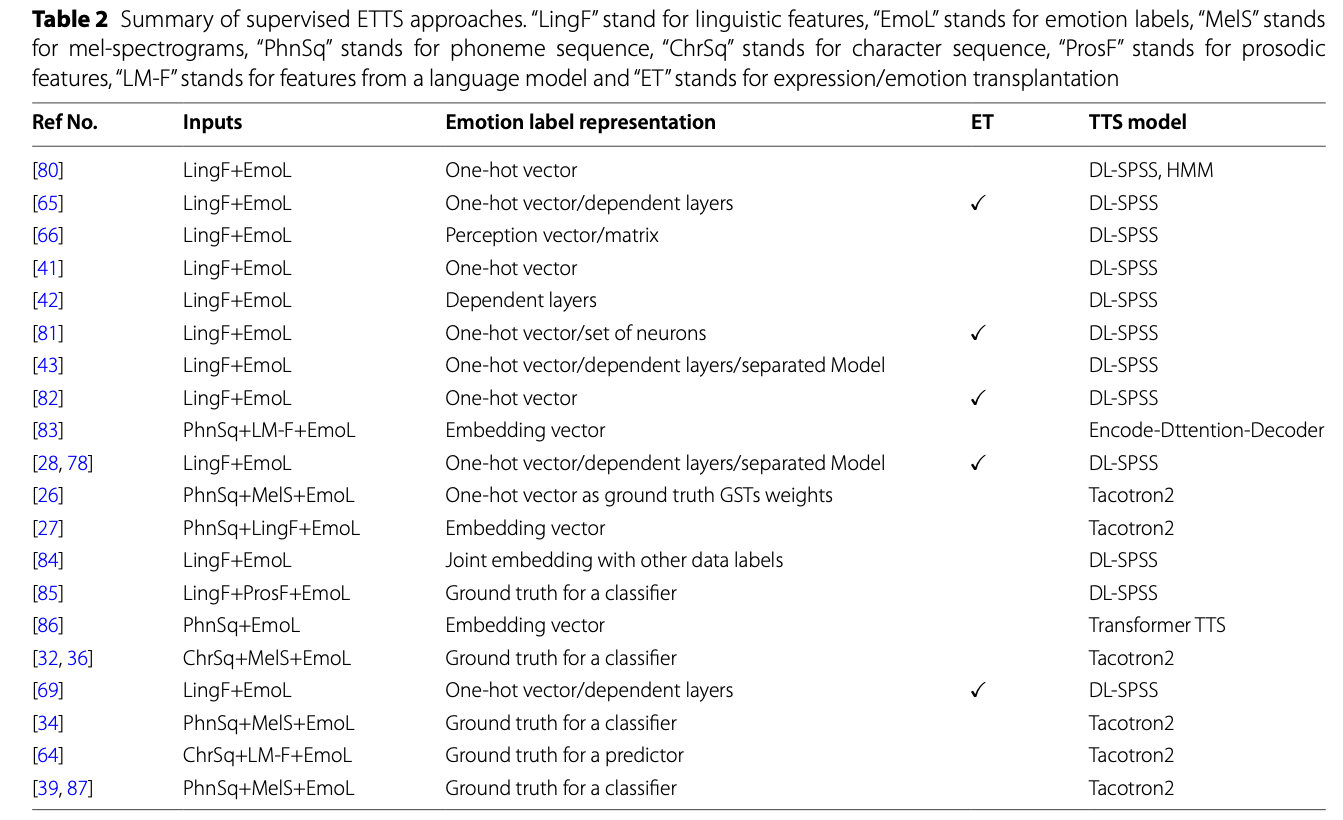 Table 2 Summary of supervised ETTS approaches. “LingF” stand for linguistic features, “EmoL” stands for emotion labels, “MelS” stands
for mel-spectrograms, “PhnSq” stands for phoneme sequence, “ChrSq” stands for character sequence, “ProsF” stands for prosodic
features, “LM-F” stands for features from a language model and “ET” stands for expression/emotion transplantation
Ref No. Inputs Emotion label representation ET TTS model
[80] LingF+EmoL One-hot vector DL-SPSS, HMM
[65] LingF+EmoL One-hot vector/dependent layers ✓ DL-SPSS
[66] LingF+EmoL Perception vector/matrix DL-SPSS
[41] LingF+EmoL One-hot vector DL-SPSS
[42] LingF+EmoL Dependent layers DL-SPSS
[81] LingF+EmoL One-hot vector/set of neurons ✓ DL-SPSS
[43] LingF+EmoL One-hot vector/dependent layers/separated Model DL-SPSS
[82] LingF+EmoL One-hot vector ✓ DL-SPSS
[83] PhnSq+LM-F+EmoL Embedding vector Encode-Dttention-Decoder
[28, 78] LingF+EmoL One-hot vector/dependent layers/separated Model ✓ DL-SPSS
[26] PhnSq+MelS+EmoL One-hot vector as ground truth GSTs weights Tacotron2
[27] PhnSq+LingF+EmoL Embedding vector Tacotron2
[84] LingF+EmoL Joint embedding with other data labels DL-SPSS
[85] LingF+ProsF+EmoL Ground truth for a classifier DL-SPSS
[86] PhnSq+EmoL Embedding vector Transformer TTS
[32, 36] ChrSq+MelS+EmoL Ground truth for a classifier Tacotron2
[69] LingF+EmoL One-hot vector/dependent layers ✓ DL-SPSS
[34] PhnSq+MelS+EmoL Ground truth for a classifier Tacotron2
[64] ChrSq+LM-F+EmoL Ground truth for a predictor Tacotron2
[39, 87] PhnSq+MelS+EmoL Ground truth for a classifier Tacotron2